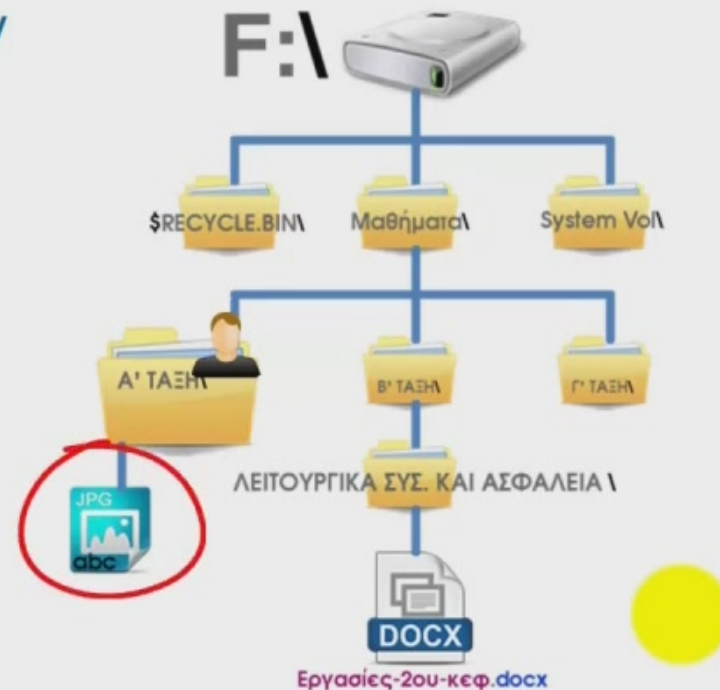 F:\
$RECYCLE.BIN\ Μαθήματα\ System Vol\
Α' ΤΑΞΗ\ Β' ΤΑΞΗ\ Γ' ΤΑΞΗ\
ΛΕΙΤΟΥΡΓΙΚΑ ΣΥΣ. ΚΑΙ ΑΣΦΑΛΕΙΑ \
JPG
abc
DOCX
Εργασίες-2ου-κεφ.docx